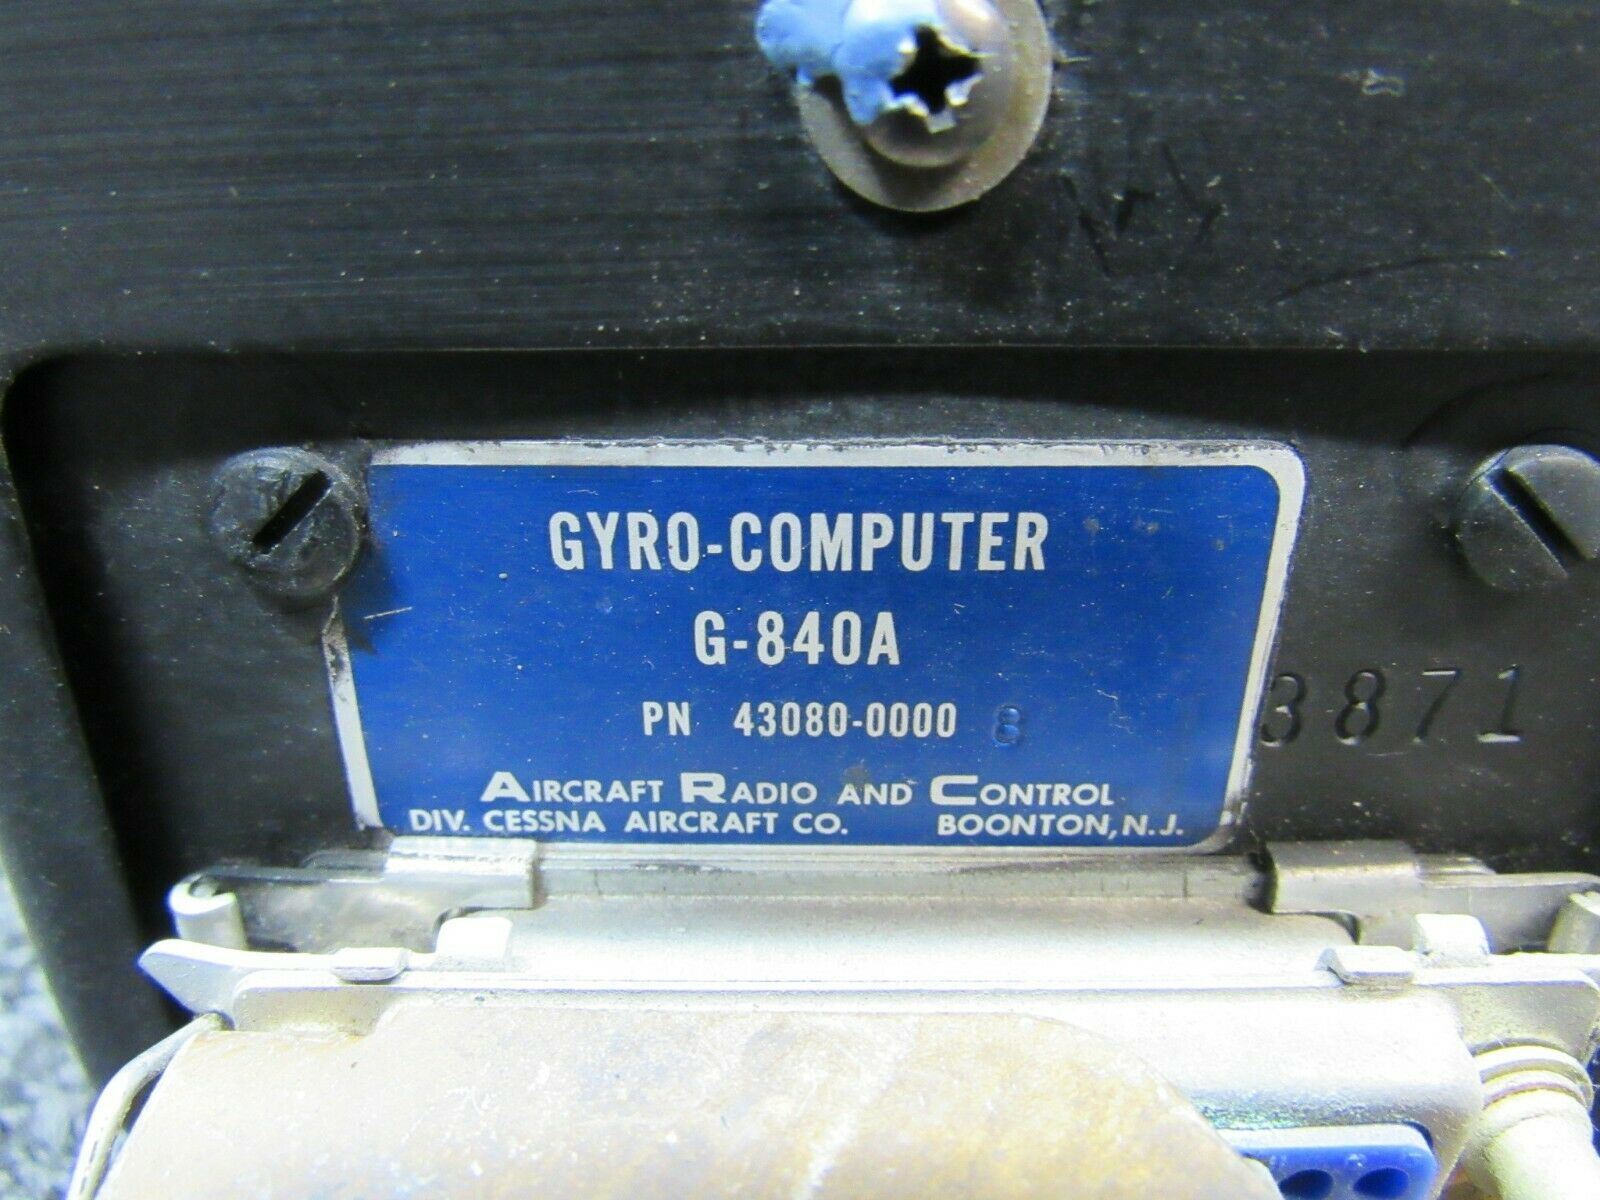 GYRO-COMPUTER
G-840A
PN 43080-0000 8
3871
AIRCRAFT RADIO AND CONTROL
DIV. CESSNA AIRCRAFT CO. BOONTON, N.J.